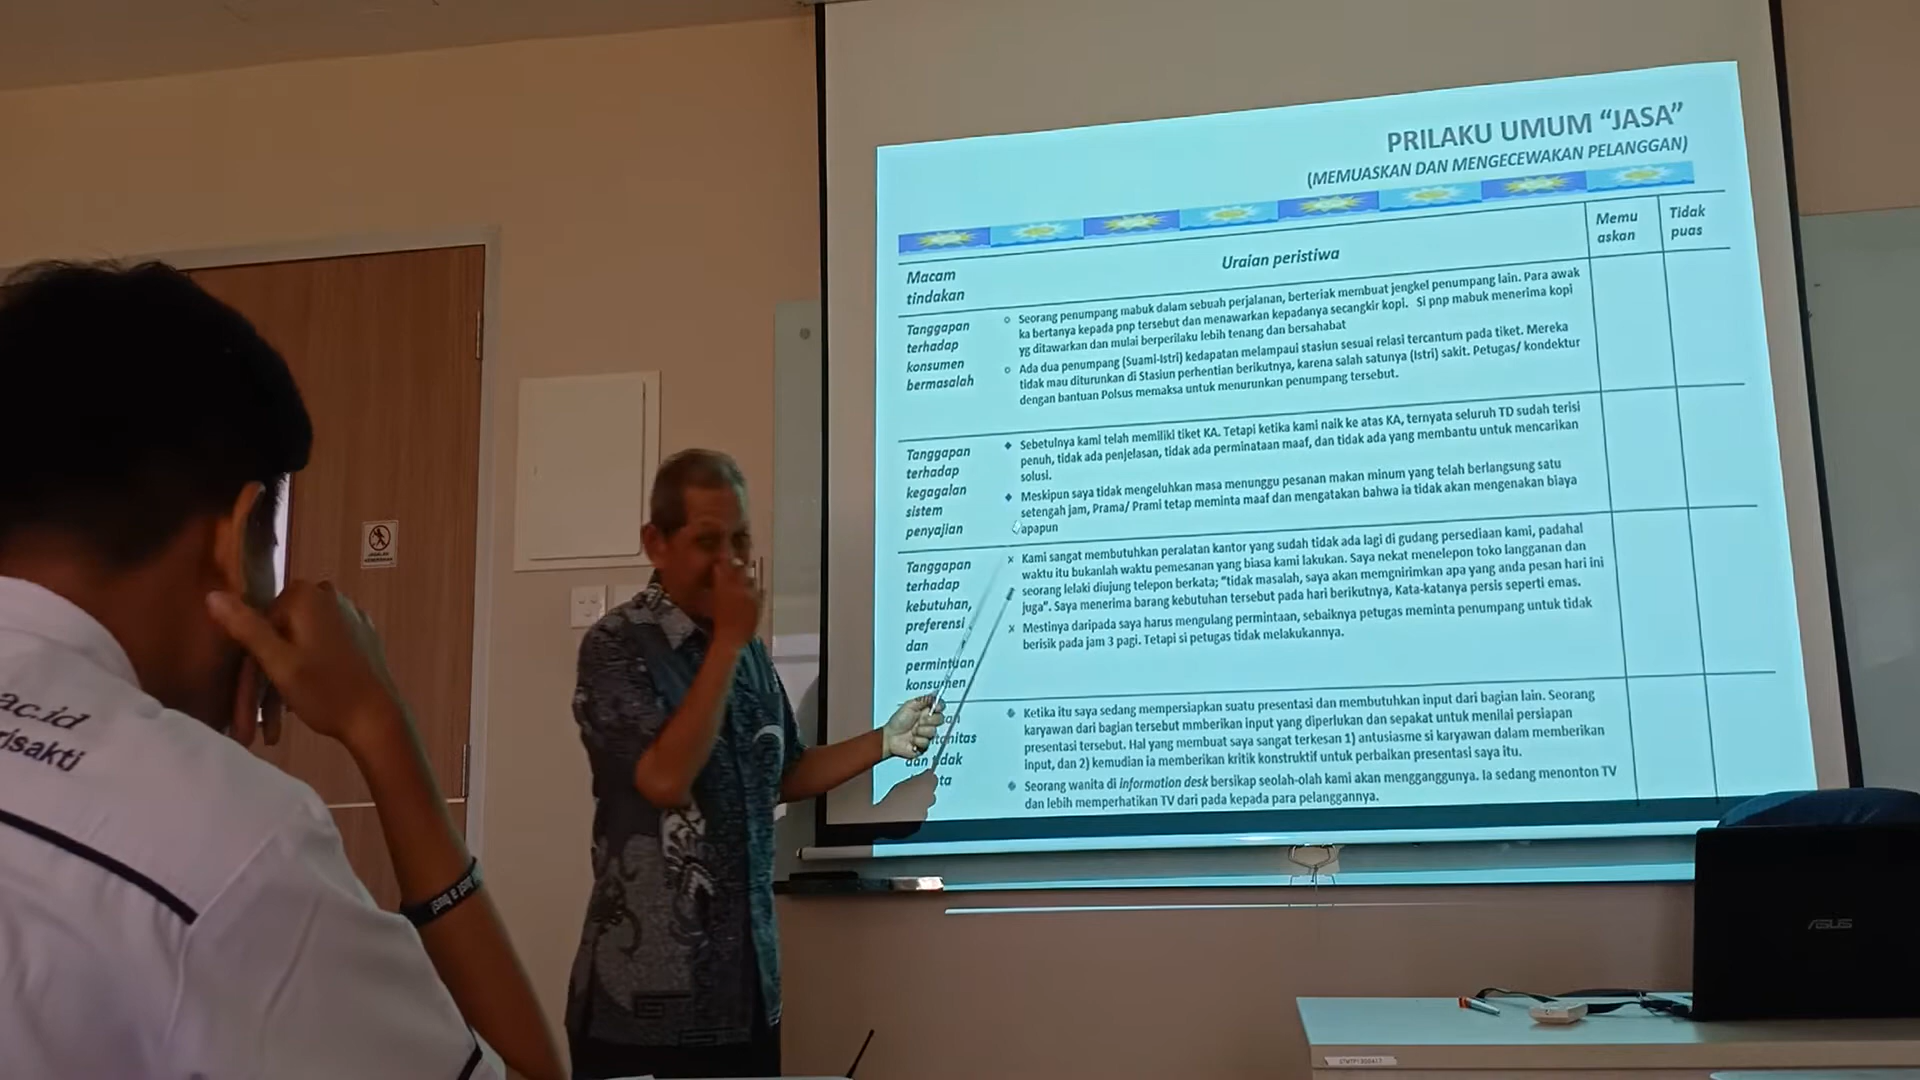 PRILAKU UMUM “JASA”
(MEMUASKAN DAN MENGECEWAKAN PELANGGAN)
Macam
tindakan
Uraian peristiwa
Memu
askan
Tidak
puas
Tanggapan
terhadap
konsumen
bermasalah
Seorang penumpang mabuk dalam sebuah perjalanan, berteriak membuat jengkel penumpang lain. Para awak
ka bertanya kepada pnp tersebut dan menawarkan kepadanya secangkir kopi. Si pnp mabuk menerima kopi
yg ditawarkan dan mulai berperilaku lebih tenang dan bersahabat
Ada dua penumpang (Suami-Istri) kedapatan melampaui stasiun sesuai relasi tercantum pada tiket. Mereka
tidak mau diturunkan di Stasiun perhentian berikutnya, karena salah satunya (Istri) sakit. Petugas/ kondektur
dengan bantuan Polsus memaksa untuk menurunkan penumpang tersebut.
Tanggapan
terhadap
kegagalan
sistem
penyajian
Sebetulnya kami telah memiliki tiket KA. Tetapi ketika kami naik ke atas KA, ternyata seluruh TD sudah terisi
penuh, tidak ada penjelasan, tidak ada perminataan maaf, dan tidak ada yang membantu untuk mencarikan
solusi.
Meskipun saya tidak mengeluhkan masa menunggu pesanan makan minum yang telah berlangsung satu
setengah jam, Prama/ Prami tetap meminta maaf dan mengatakan bahwa ia tidak akan mengenakan biaya
apapun
Tanggapan
terhadap
kebutuhan,
preferensi
dan
permintuan
konsumen
Kami sangat membutuhkan peralatan kantor yang sudah tidak ada lagi di gudang persediaan kami, padahal
waktu itu bukanlah waktu pemesanan yang biasa kami lakukan. Saya nekat menelepon toko langganan dan
seorang lelaki diujung telepon berkata; "tidak masalah, saya akan memgnirimkan apa yang anda pesan hari ini
juga". Saya menerima barang kebutuhan tersebut pada hari berikutnya, Kata-katanya persis seperti emas.
Mestinya daripada saya harus mengulang permintaan, sebaiknya petugas meminta penumpang untuk tidak
berisik pada jam 3 pagi. Tetapi si petugas tidak melakukannya.
dan tidak
Ketika itu saya sedang mempersiapkan suatu presentasi dan membutuhkan input dari bagian lain. Seorang
karyawan dari bagian tersebut mmberikan input yang diperlukan dan sepakat untuk menilai persiapan
presentasi tersebut. Hal yang membuat saya sangat terkesan 1) antusiasme si karyawan dalam memberikan
input, dan 2) kemudian ia memberikan kritik konstruktif untuk perbaikan presentasi saya itu.
Seorang wanita di information desk bersikap seolah-olah kami akan mengganggunya. Ia sedang menonton TV
dan lebih memperhatikan TV dari pada kepada para pelanggannya.
ac.id
risakti
ASUS